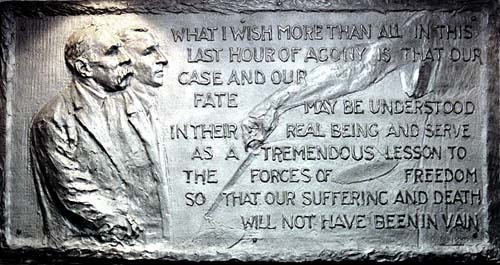 WHAT I WISH MORE THAN ALL IN THIS
LAST HOUR OF AGONY IS THAT OUR
CASE AND OUR
FATE MAY BE UNDERSTOOD
IN THEIR REAL BEING AND SERVE
AS A TREMENDOUS LESSON TO
THE FORCES OF FREEDOM
SO THAT OUR SUFFERING AND DEATH
WILL NOT HAVE BEEN IN VAIN